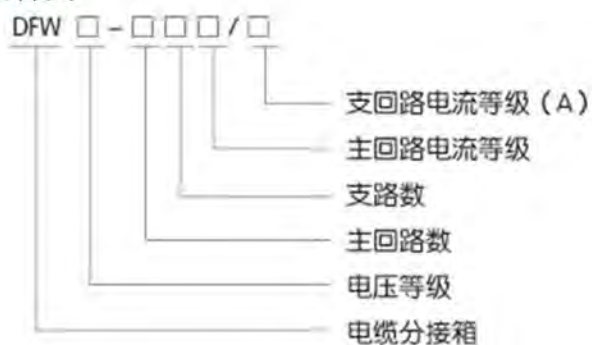 DFW □ - □ □ □ / □
支回路电流等级（A）
主回路电流等级
支路数
主回路数
电压等级
电缆分接箱